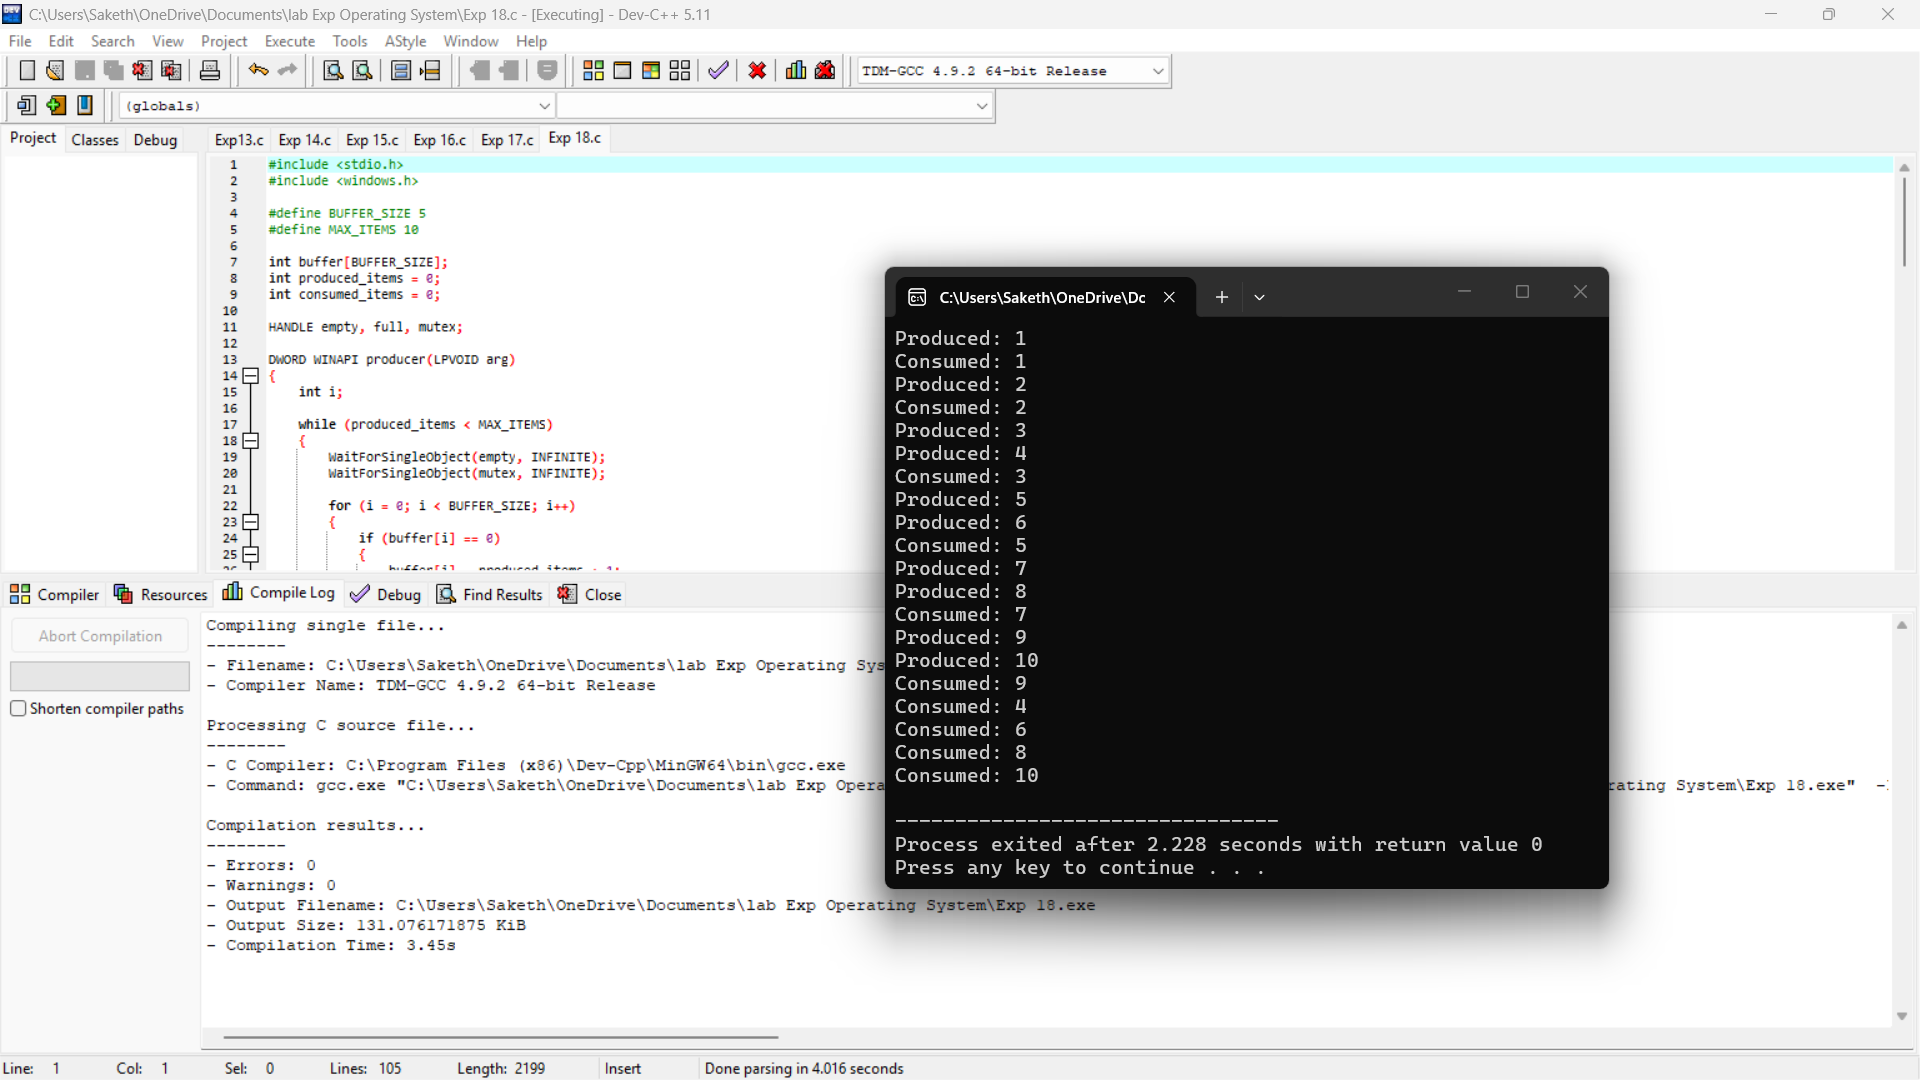 C:\Users\Saketh\OneDrive\Documents\lab Exp Operating System\Exp 18.c - [Executing] - Dev-C++ 5.11
File Edit Search View Project Execute Tools AStyle Window Help
TDM-GCC 4.9.2 64-bit Release
(globals)
Project Classes Debug
Exp13.c Exp 14.c Exp 15.c Exp 16.c Exp 17.c Exp 18.c
1 #include <stdio.h>
2 #include <windows.h>
3
4 #define BUFFER_SIZE 5
5 #define MAX_ITEMS 10
6
7 int buffer[BUFFER_SIZE];
8 int produced_items = 0;
9 int consumed_items = 0;
10
11 HANDLE empty, full, mutex;
12
13 DWORD WINAPI producer(LPVOID arg)
14 {
15 int i;
16
17 while (produced_items < MAX_ITEMS)
18 {
19 WaitForSingleObject(empty, INFINITE);
20 WaitForSingleObject(mutex, INFINITE);
21
22 for (i = 0; i < BUFFER_SIZE; i++)
23 {
24 if (buffer[i] == 0)
25 {
C:\Users\Saketh\OneDrive\Dc
Produced: 1
Consumed: 1
Produced: 2
Consumed: 2
Produced: 3
Produced: 4
Consumed: 3
Produced: 5
Produced: 6
Consumed: 5
Produced: 7
Produced: 8
Consumed: 7
Produced: 9
Produced: 10
Consumed: 9
Consumed: 4
Consumed: 6
Consumed: 8
Consumed: 10
--------------------------------
Process exited after 2.228 seconds with return value 0
Press any key to continue . . .
Compiler Resources Compile Log Debug Find Results Close
Abort Compilation
Shorten compiler paths
Compiling single file...
--------
- Filename: C:\Users\Saketh\OneDrive\Documents\lab Exp Operating Sys
- Compiler Name: TDM-GCC 4.9.2 64-bit Release
Processing C source file...
--------
- C Compiler: C:\Program Files (x86)\Dev-Cpp\MinGW64\bin\gcc.exe
- Command: gcc.exe "C:\Users\Saketh\OneDrive\Documents\lab Exp Opera rating System\Exp 18.exe" -
Compilation results...
--------
- Errors: 0
- Warnings: 0
- Output Filename: C:\Users\Saketh\OneDrive\Documents\lab Exp Operating System\Exp 18.exe
- Output Size: 131.076171875 KiB
- Compilation Time: 3.45s
Line: 1 Col: 1 Sel: 0 Lines: 105 Length: 2199 Insert Done parsing in 4.016 seconds